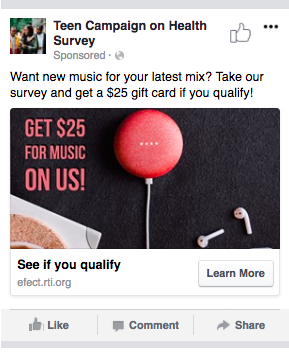 Teen Campaign on Health
Survey
Sponsored ·
Want new music for your latest mix? Take our
survey and get a $25 gift card if you qualify!
GET $25
FOR MUSIC
ON US!
See if you qualify
efect.rti.org
Learn More
Like Comment Share